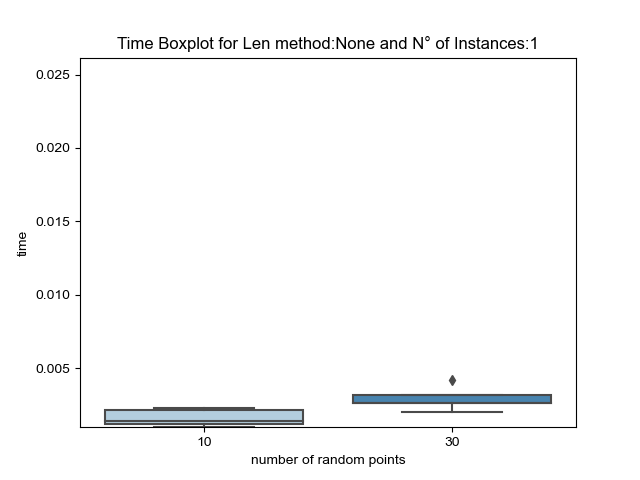 Time Boxplot for Len method:None and N° of Instances:1
0.025
0.020
0.015
0.010
0.005
time
10
30
number of random points